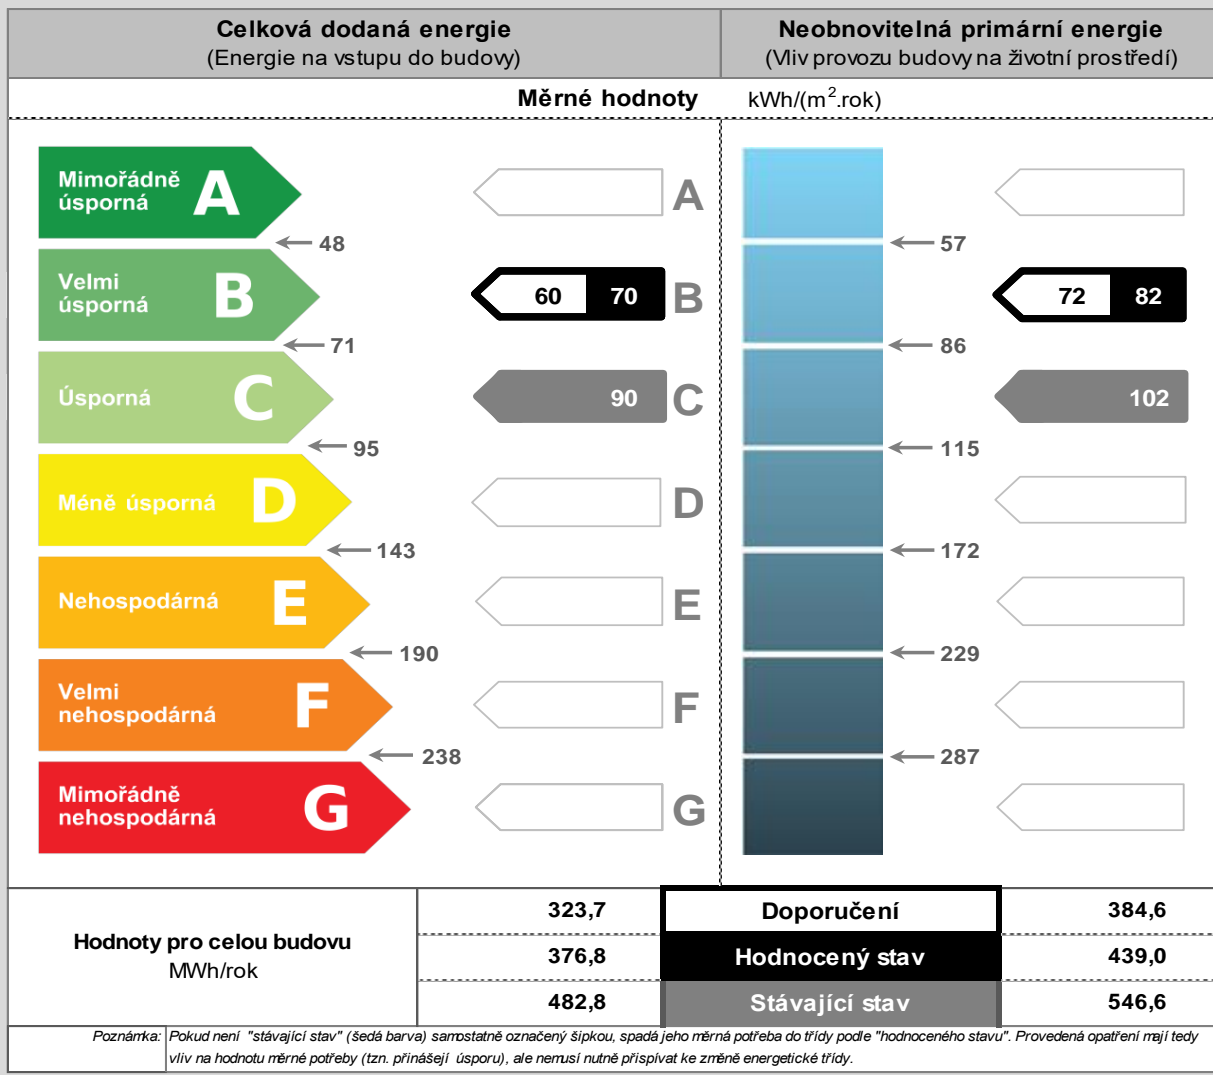 Celková dodaná energie
(Energie na vstupu do budovy)
Neobnovitelná primární energie
(Vliv provozu budovy na životní prostředí)
Měrné hodnoty
kWh/(m².rok)
Mimořádně
úsporná
A
A
48
57
Velmi
úsporná
B
60 70
B
72 82
71
86
Úsporná
C
90
C
102
95
115
Méně úsporná
D
D
143
172
Nehospodárná
E
E
190
229
Velmi
nehospodárná
F
F
238
287
Mimořádně
nehospodárná
G
G
Hodnoty pro celou budovu
MWh/rok
323,7 Doporučení 384,6
376,8 Hodnocený stav 439,0
482,8 Stávající stav 546,6
Poznámka: Pokud není "stávající stav" (šedá barva) samostatně označený šipkou, spadá jeho měrná potřeba do třídy podle "hodnoceného stavu". Provedená opatření mají tedy
vliv na hodnotu měrné potřeby (tzn. přinášejí úsporu), ale nemusí nutně přispívat ke změně energetické třídy.